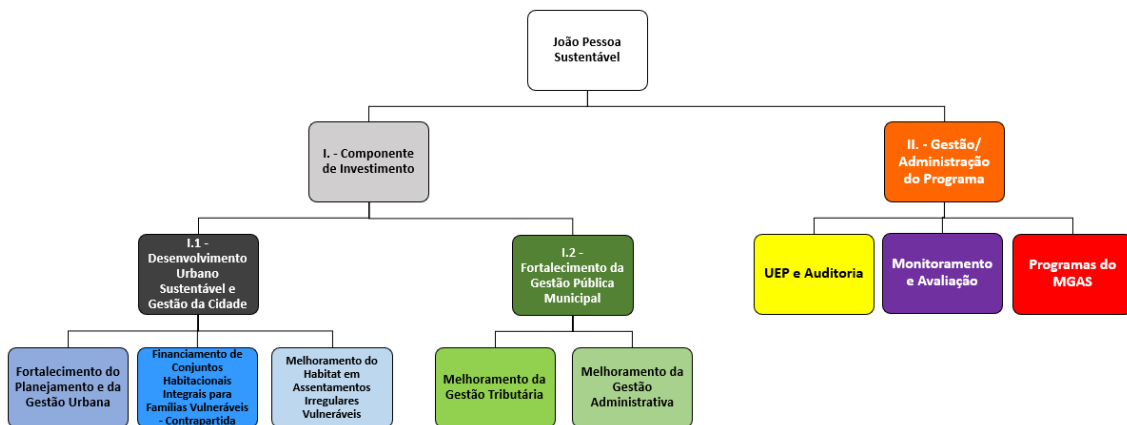 João Pessoa
Sustentável
I. - Componente
de Investimento
II. - Gestão/
Administração
do Programa
I.1 -
Desenvolvimento
Urbano
Sustentável e
Gestão da Cidade
I.2 -
Fortalecimento da
Gestão Pública
Municipal
UEP e Auditoria
Monitoramento
e Avaliação
Programas do
MGAS
Fortalecimento do
Planejamento e da
Gestão Urbana
Financiamento de
Conjuntos
Habitacionais
Integrais para
Famílias Vulneráveis
- Contrapartida
Melhoramento do
Habitat em
Assentamentos
Irregulares
Vulneráveis
Melhoramento da
Gestão Tributária
Melhoramento da
Gestão
Administrativa